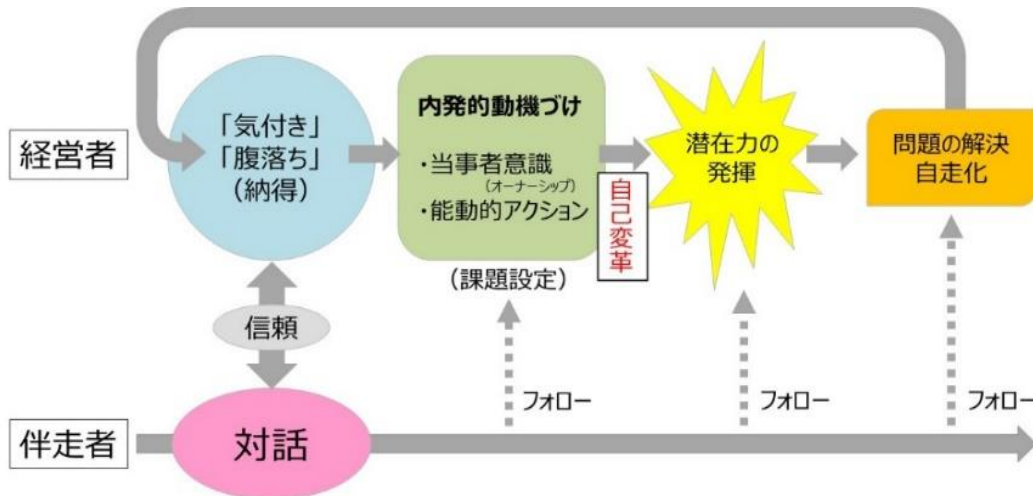 経営者
「気付き」
「腹落ち」
(納得)
内発的動機づけ
・当事者意識
(オーナーシップ)
・能動的アクション
(課題設定)
自己変革
潜在力の
発揮
問題の解決
自走化
信頼
フォロー
フォロー
フォロー
伴走者
対話